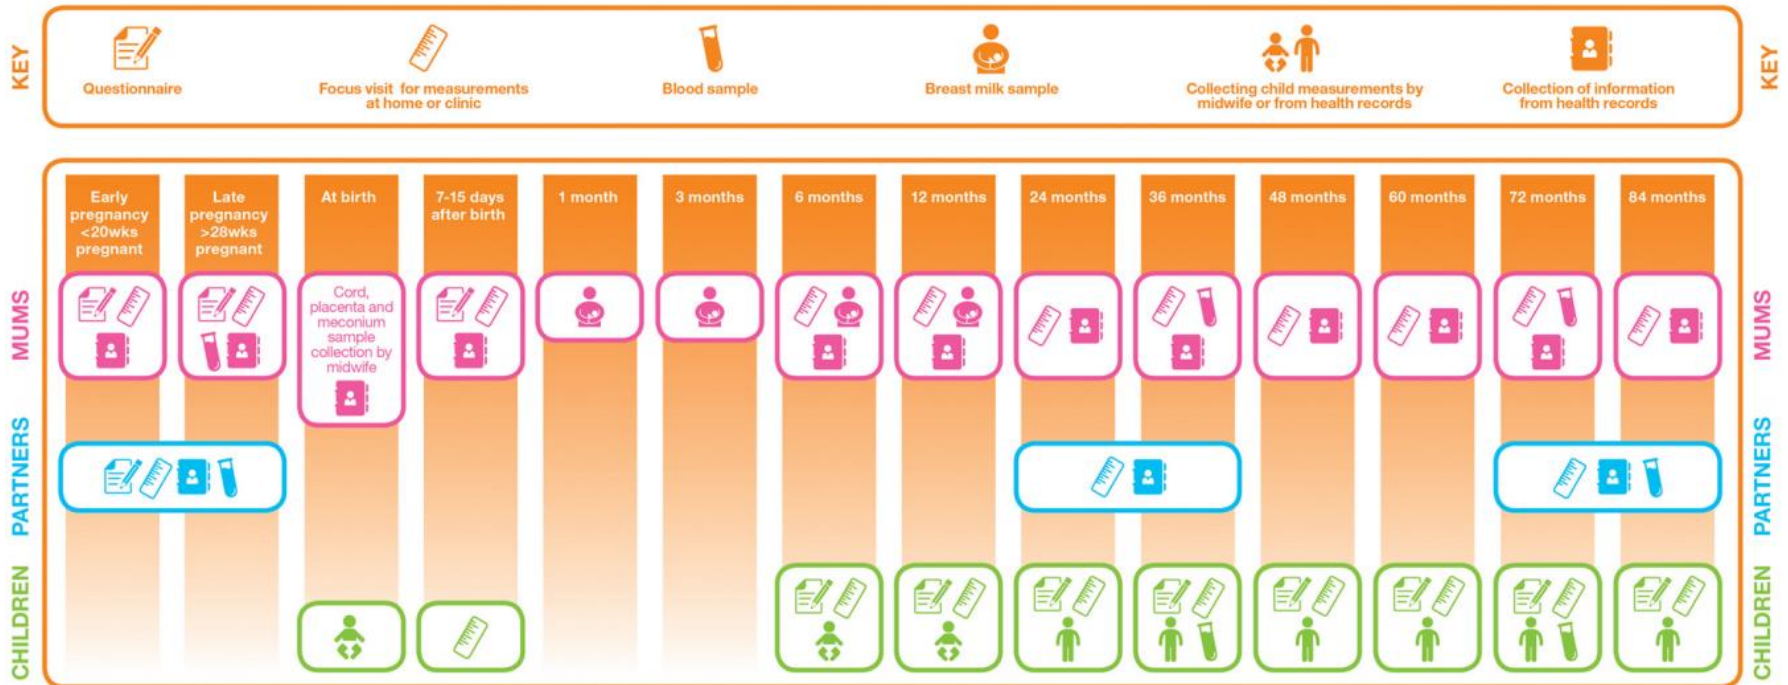 KEY
Questionnaire
Focus visit for measurements
at home or clinic
Blood sample
Breast milk sample
Collecting child measurements by
midwife or from health records
Collection of information
from health records
KEY
Early
pregnancy
<20wks
pregnant
Late
pregnancy
>28wks
pregnant
At birth
7-15 days
after birth
1 month
3 months
6 months
12 months
24 months
36 months
48 months
60 months
72 months
84 months
MUMS
Cord,
placenta and
meconium
sample
collection by
midwife
MUMS
PARTNERS
PARTNERS
CHILDREN
CHILDREN